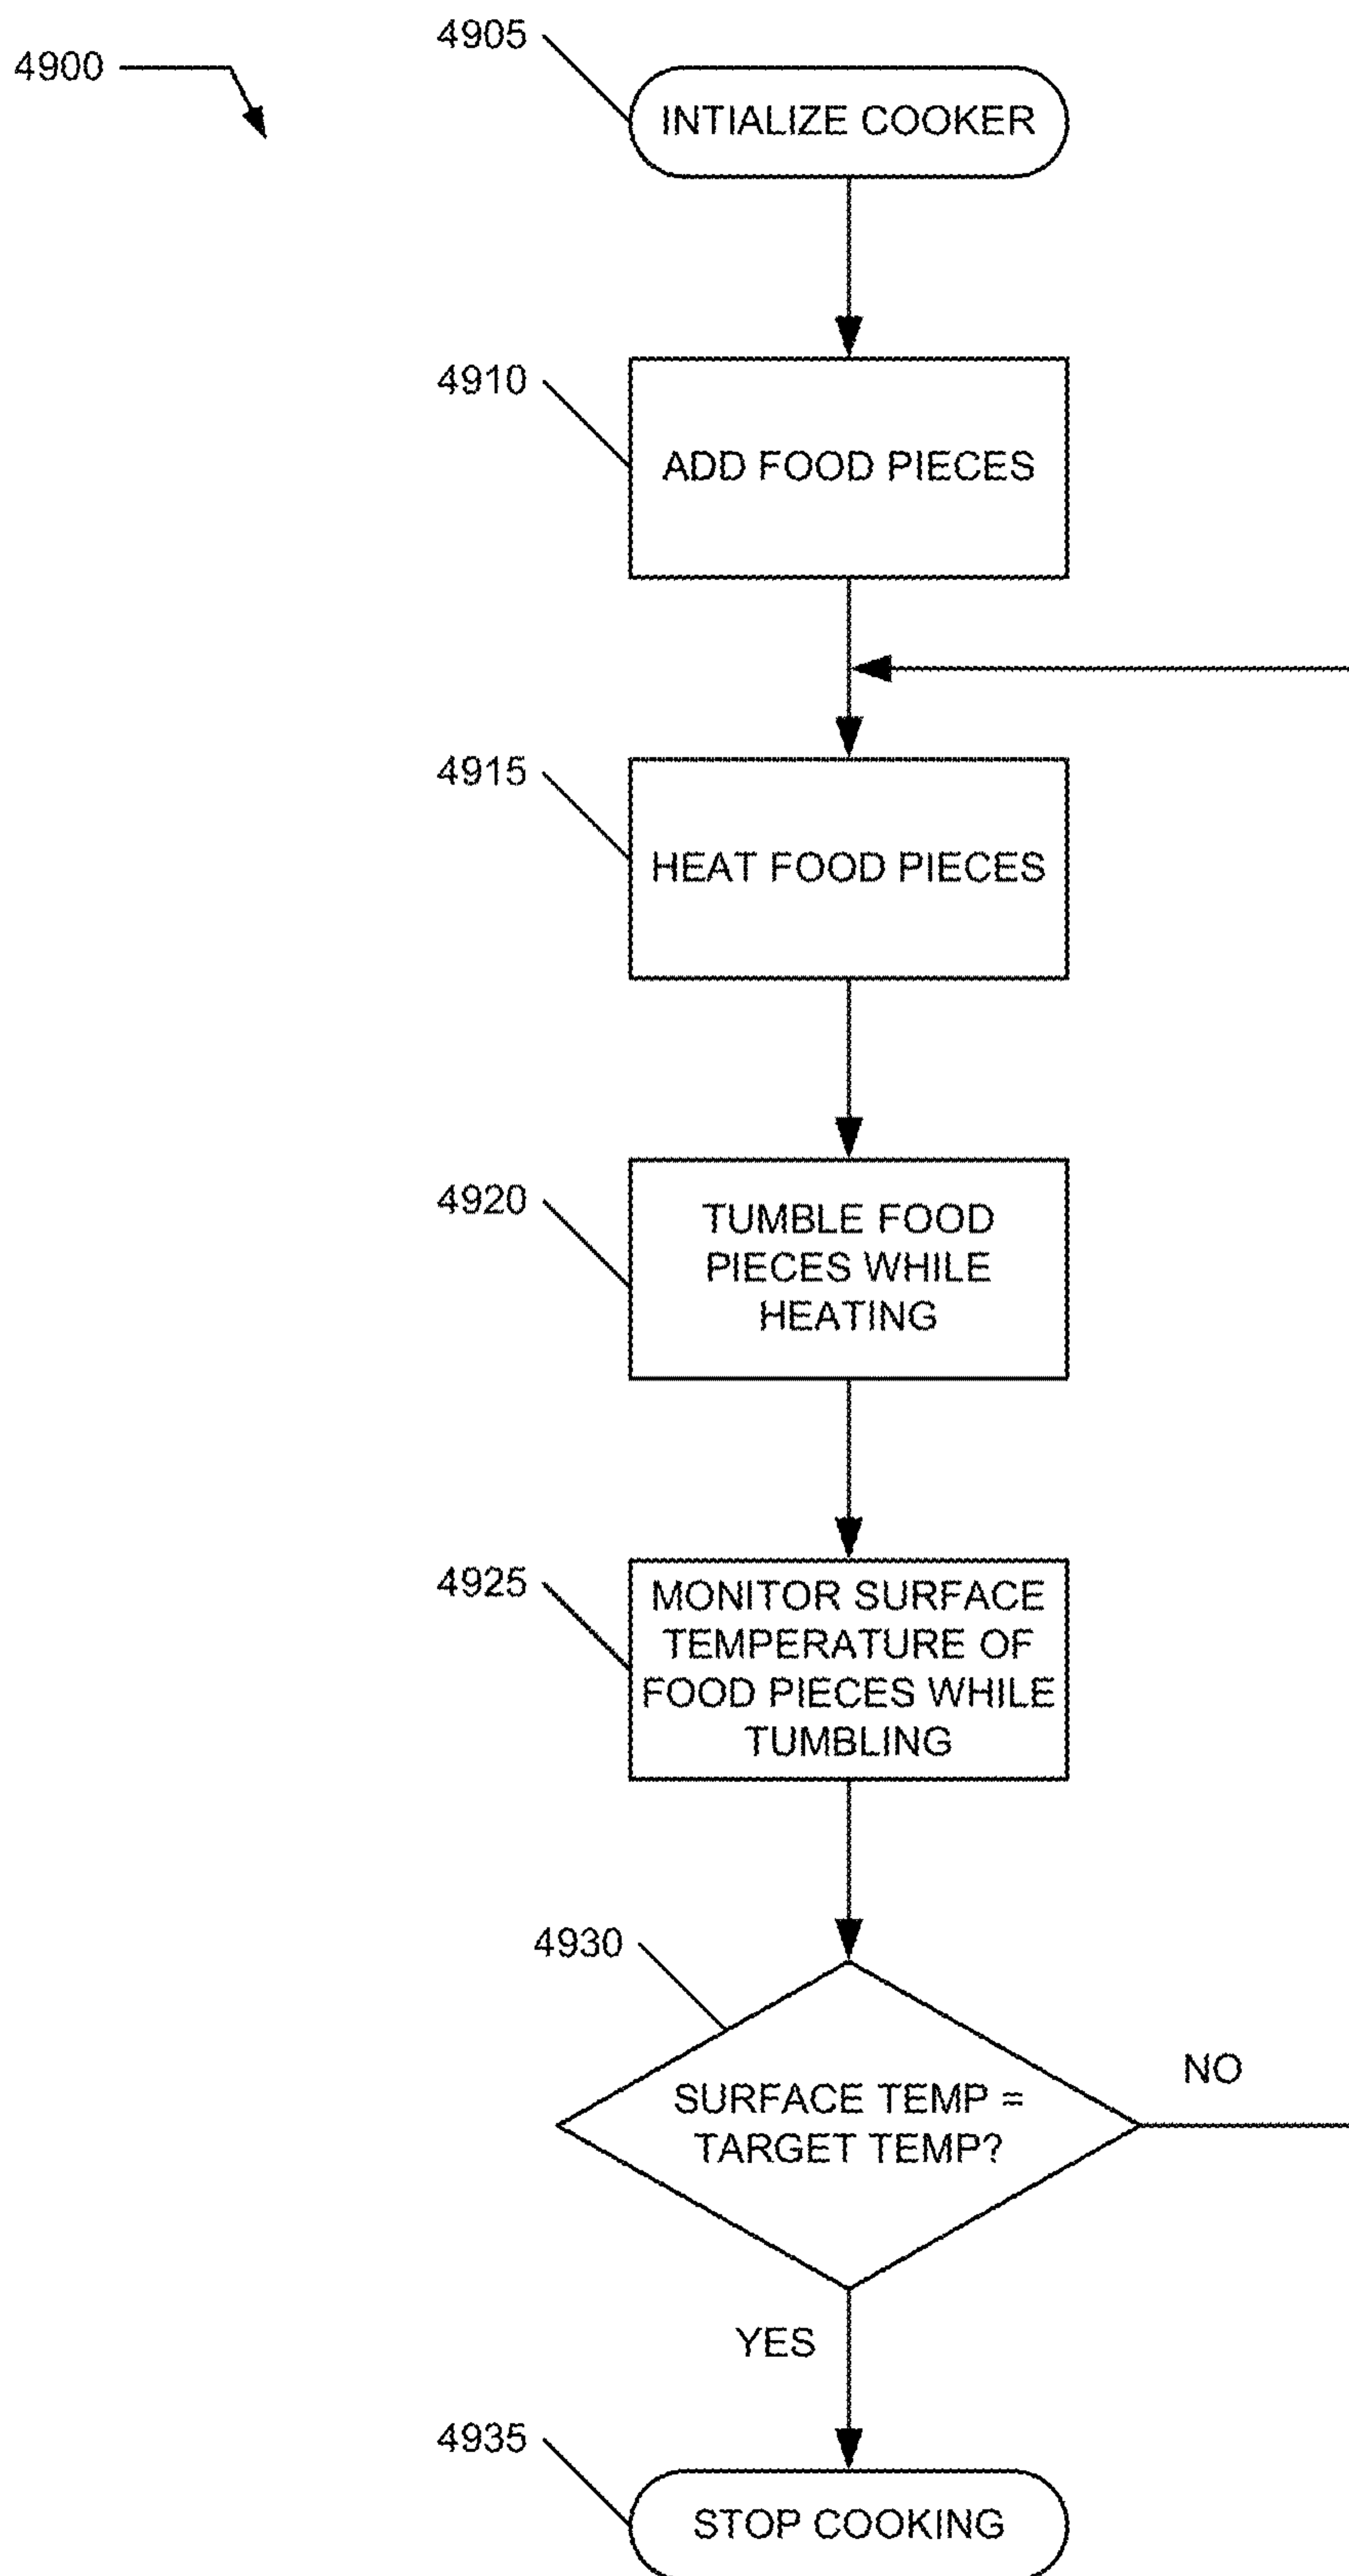 4900
4905
INTIALIZE COOKER
4910
ADD FOOD PIECES
4915
HEAT FOOD PIECES
4920
TUMBLE FOOD
PIECES WHILE
HEATING
4925
MONITOR SURFACE
TEMPERATURE OF
FOOD PIECES WHILE
TUMBLING
4930
SURFACE TEMP =
TARGET TEMP?
NO
YES
4935
STOP COOKING